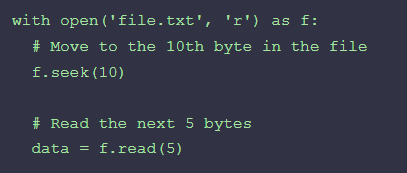 with open('file.txt', 'r') as f:
  # Move to the 10th byte in the file
  f.seek(10)

  # Read the next 5 bytes
  data = f.read(5)